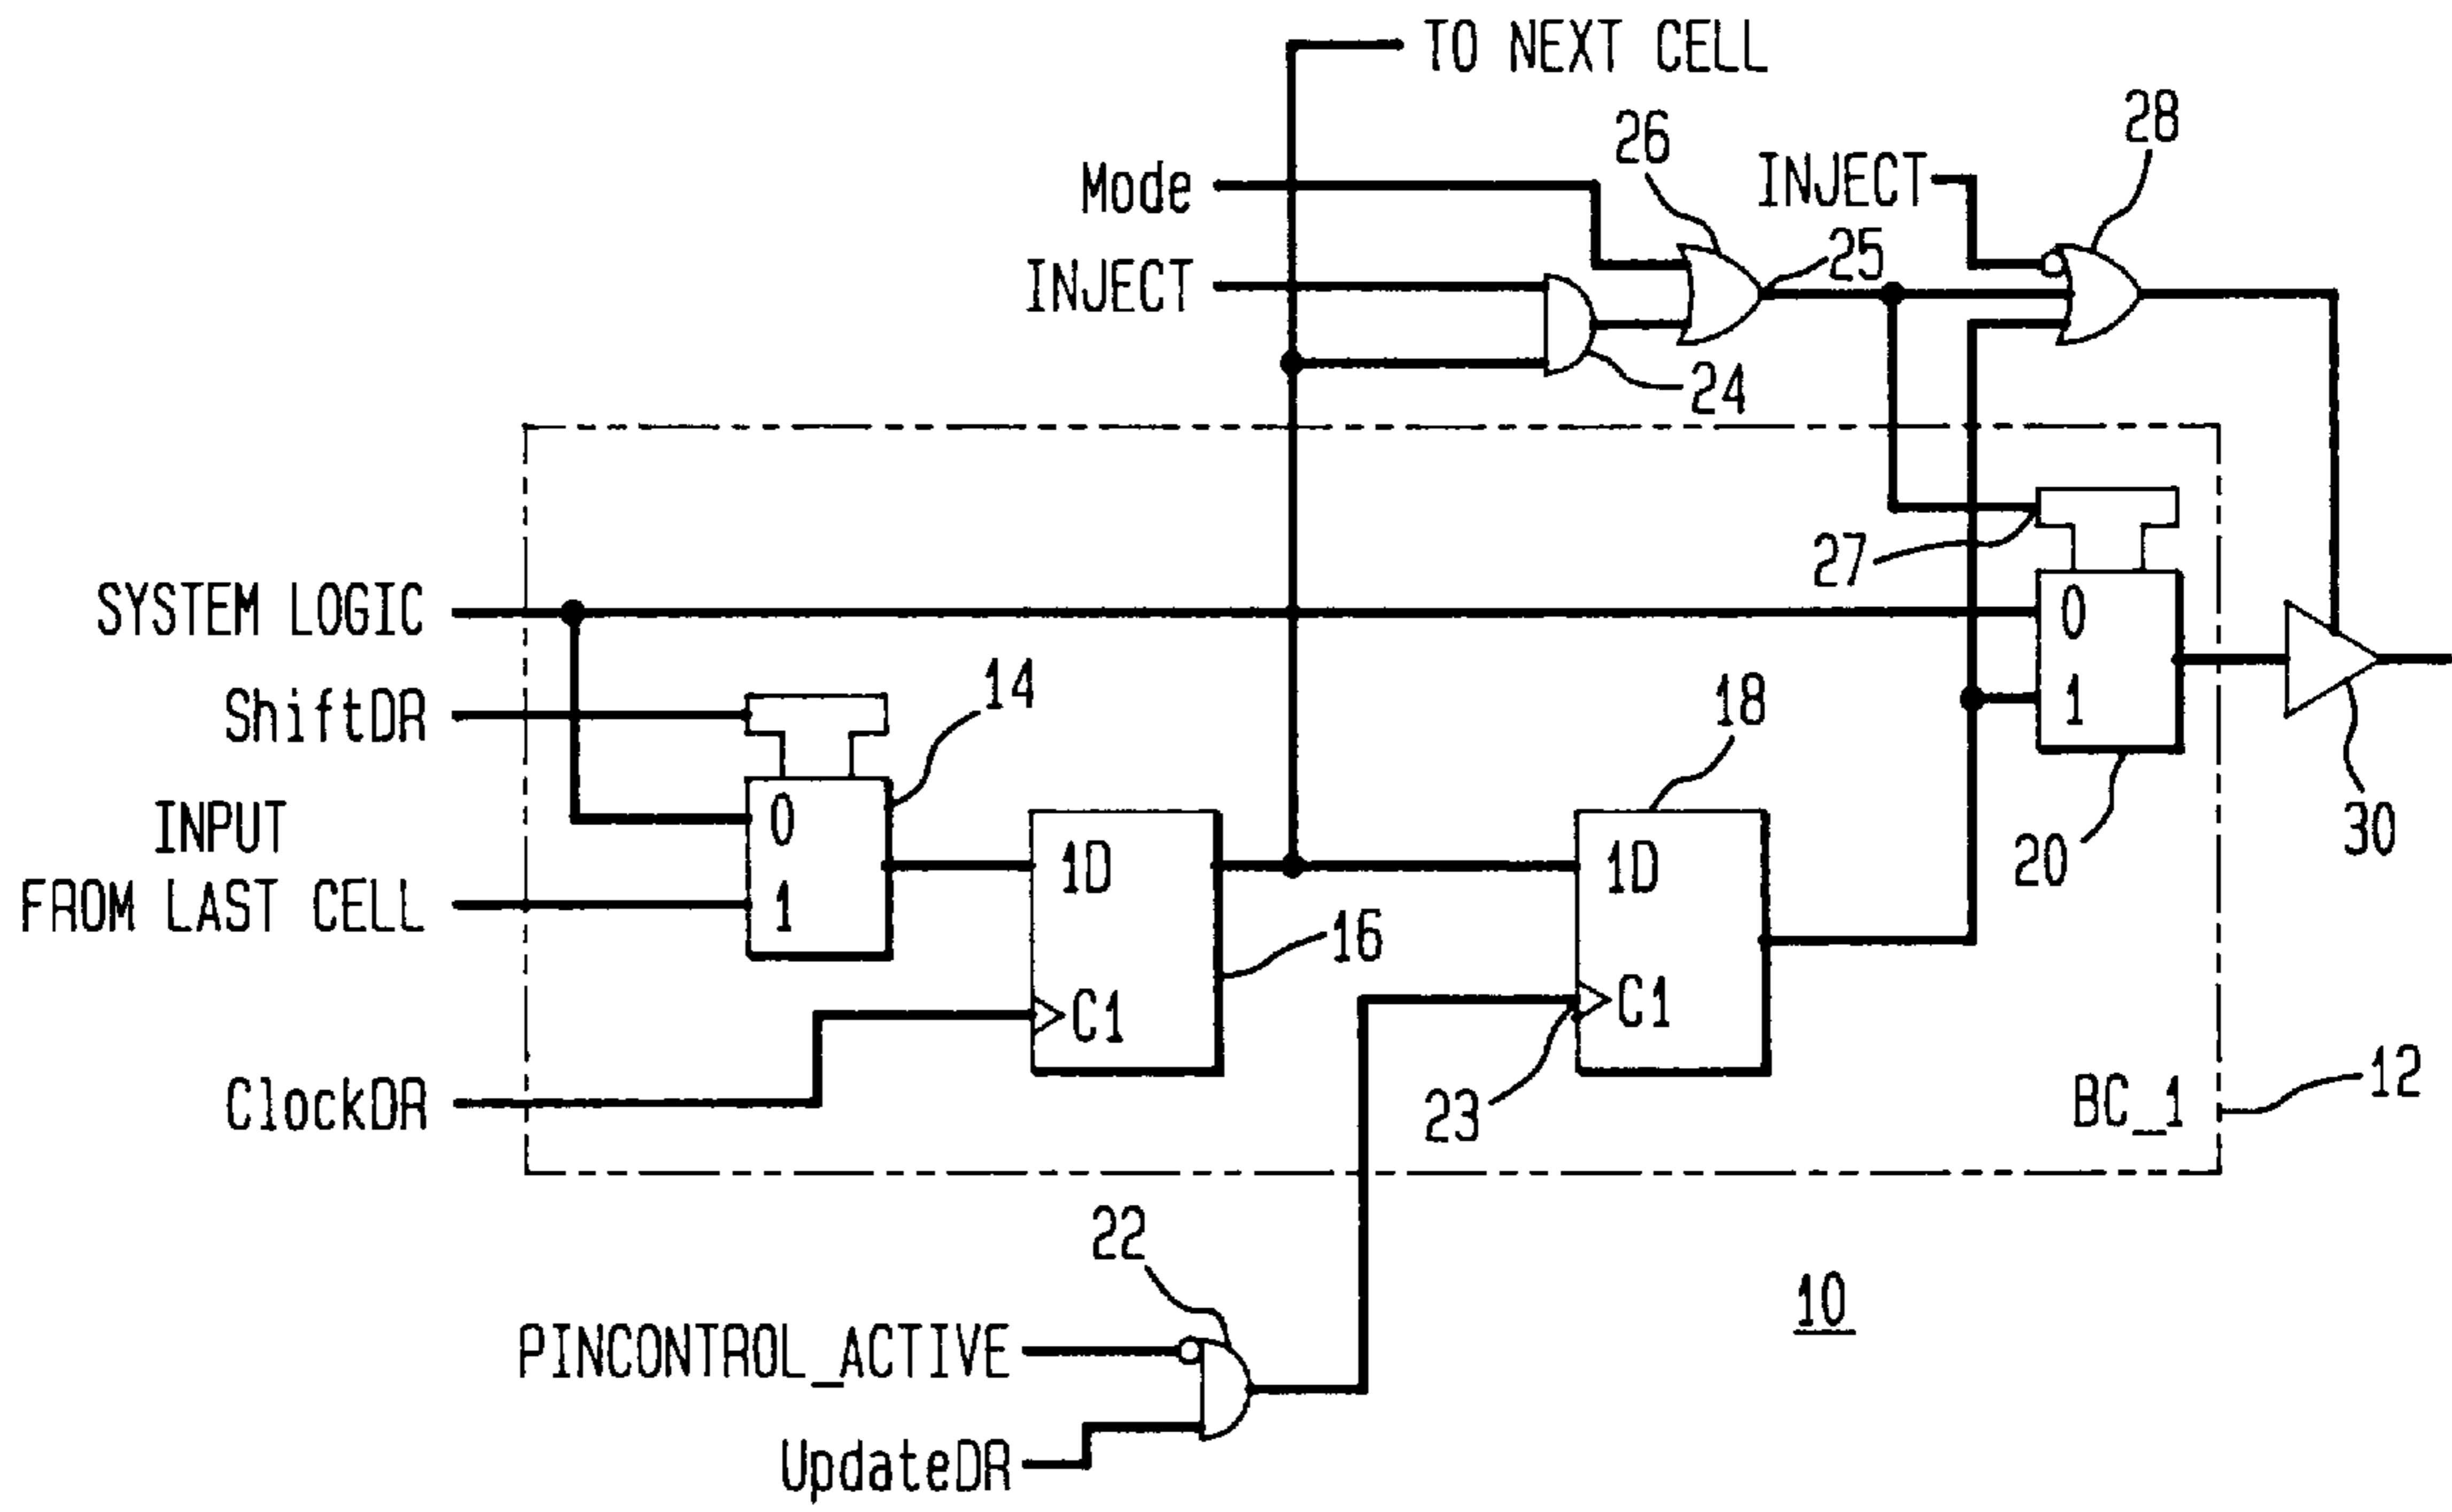 TO NEXT CELL
28
26
INJECT
Mode
25
INJECT
24
27
SYSTEM LOGIC
0
14
ShiftDR
18
1
INPUT
FROM LAST CELL
0
1
1D
1D
20
30
16
C1
C1
ClockDR
23
BC_1
12
22
10
PINCONTROL_ACTIVE
UpdateDR